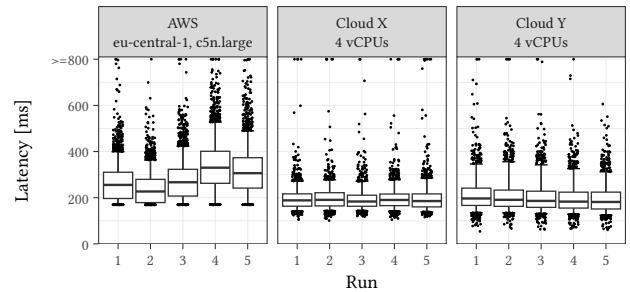 AWS
eu-central-1, c5n.large
Cloud X
4 vCPUs
Cloud Y
4 vCPUs
Latency [ms]
>=800
600
400
200
0
1 2 3 4 5
1 2 3 4 5
1 2 3 4 5
Run